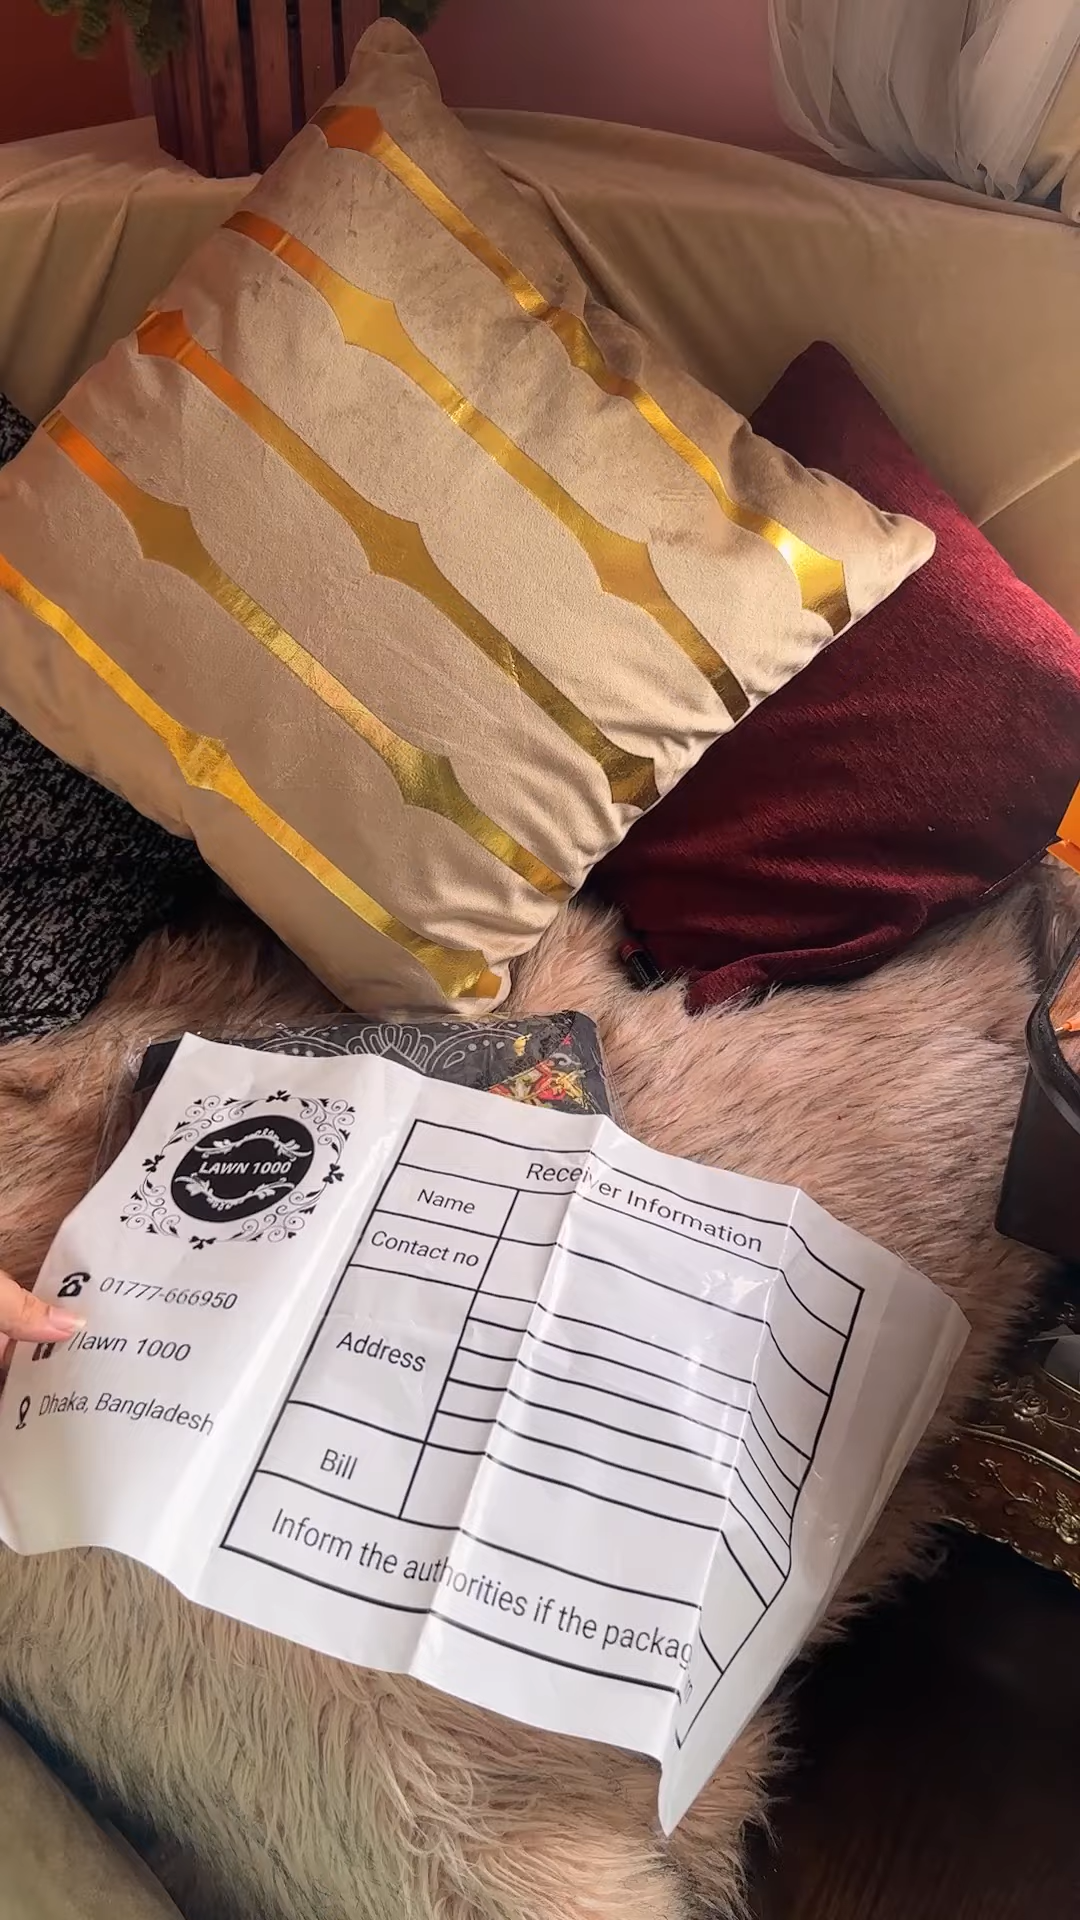 LAWN 1000
01777-666950
lawn 1000
Dhaka, Bangladesh
Receiver Information
Name
Contact no
Address
Bill
Inform the authorities if the